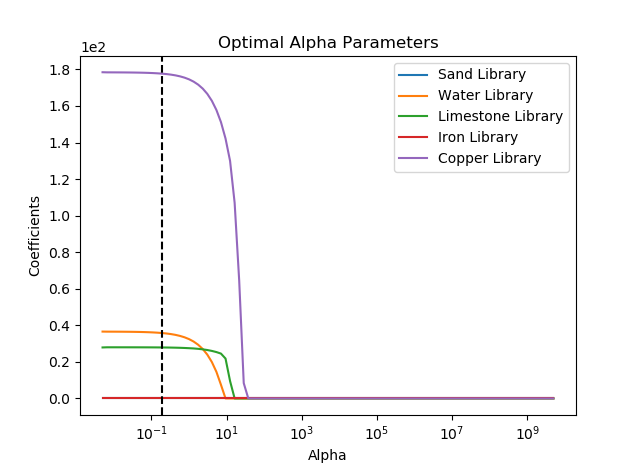 Optimal Alpha Parameters
1e2
Sand Library
Water Library
Limestone Library
Iron Library
Copper Library
1.8
1.6
1.4
1.2
1.0
0.8
0.6
0.4
0.2
0.0
Coefficients
10^{-1}
10^{1}
10^{3}
10^{5}
10^{7}
10^{9}
Alpha